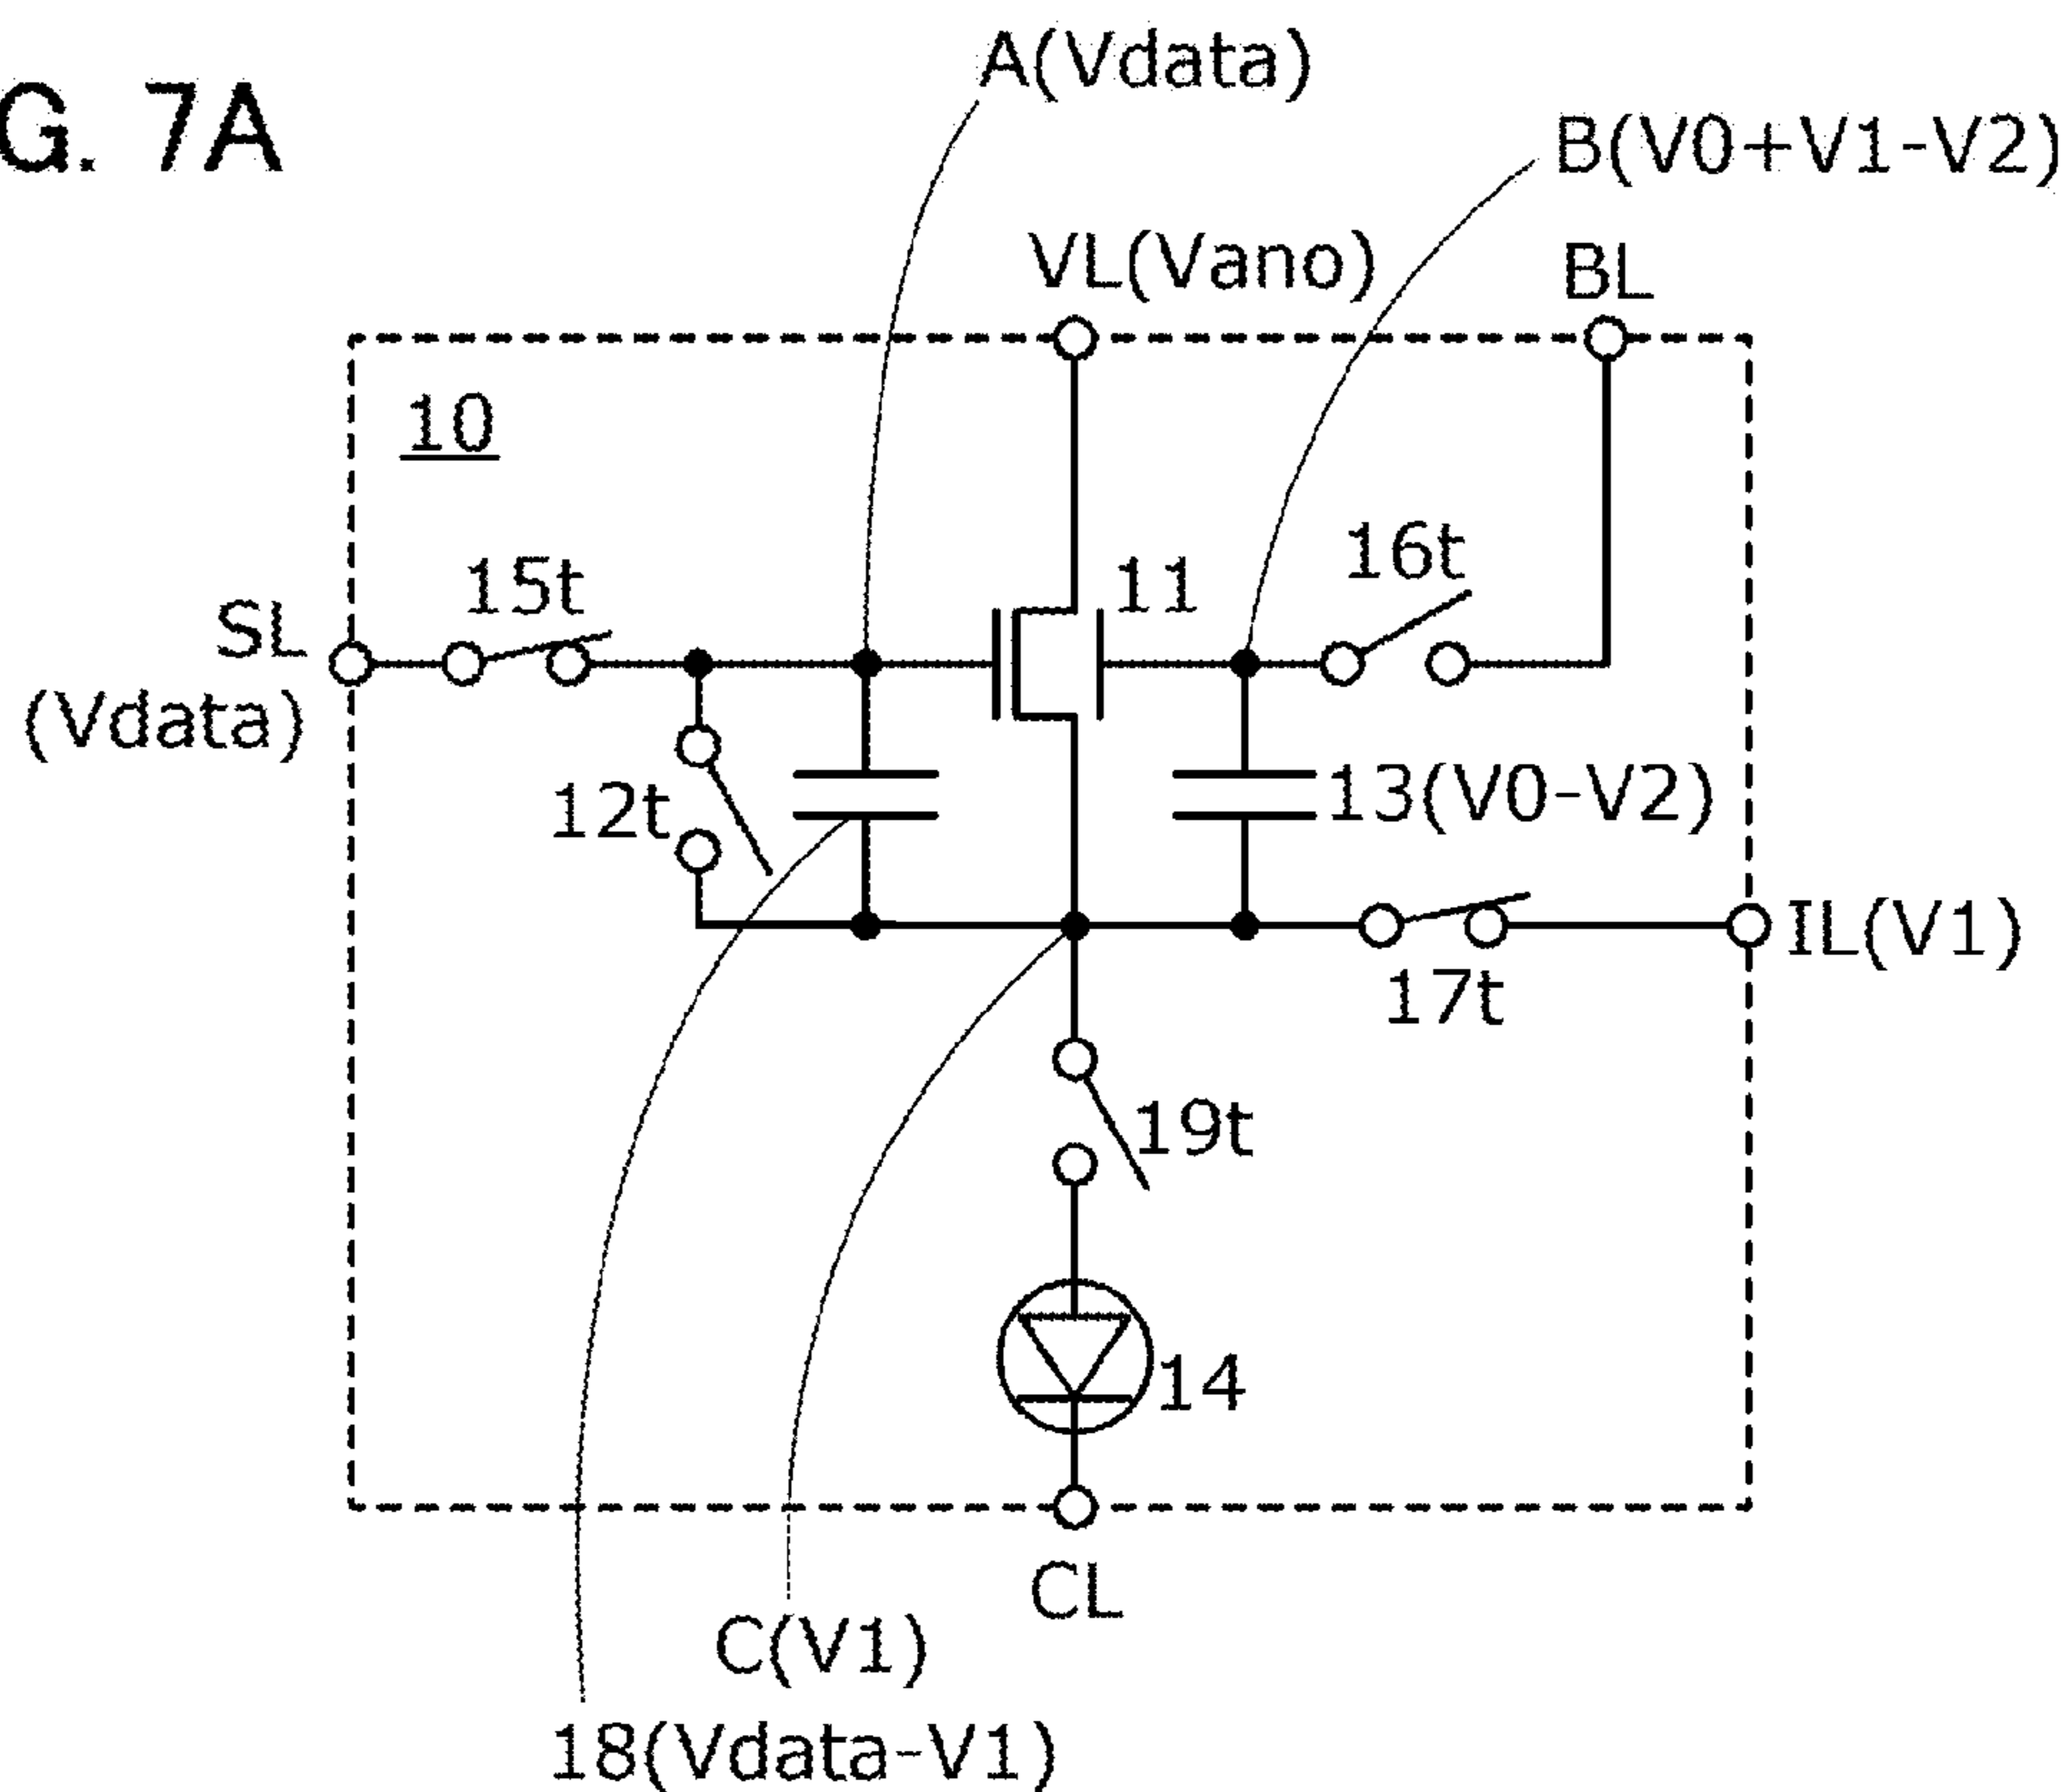 G. 7A
A(Vdata)
B(V0+V1-V2)
VL(Vano)
BL
10
15t
11
16t
SL
(Vdata)
12t
13(V0-V2)
IL(V1)
17t
19t
14
CL
C(V1)
18(Vdata-V1)